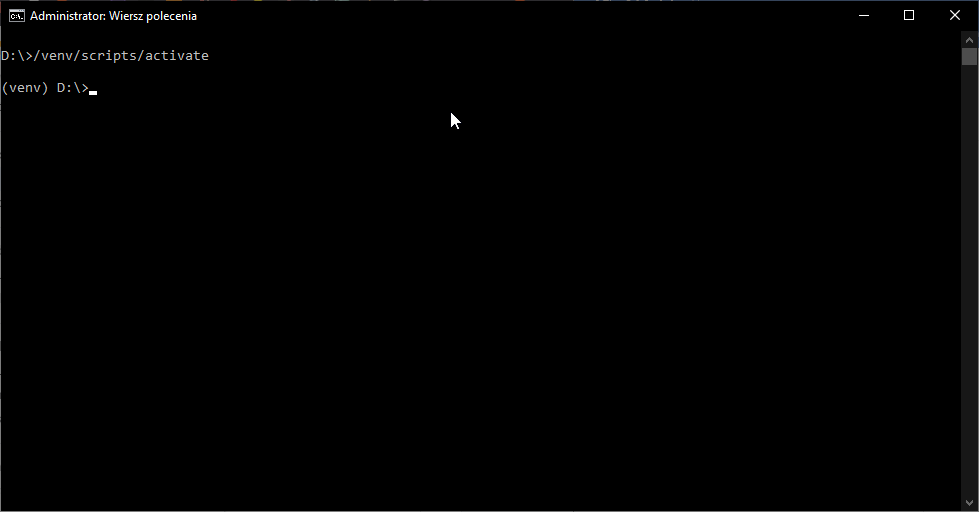 Administrator: Wiersz polecenia
D:\>/venv/scripts/activate
(venv) D:\>